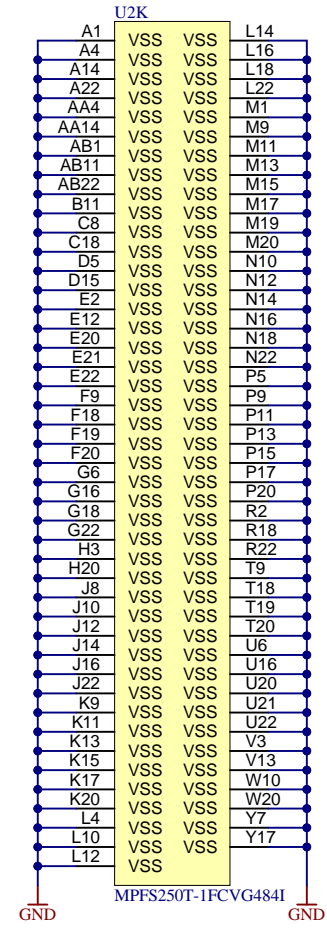 U2K
A1 VSS VSS L14
A4 VSS VSS L16
A14 VSS VSS L18
A22 VSS VSS L22
AA4 VSS VSS M1
AA14 VSS VSS M9
AB1 VSS VSS M11
AB11 VSS VSS M13
AB22 VSS VSS M15
B11 VSS VSS M17
C8 VSS VSS M19
C18 VSS VSS M20
D5 VSS VSS N10
D15 VSS VSS N12
E2 VSS VSS N14
E12 VSS VSS N16
E20 VSS VSS N18
E21 VSS VSS N22
E22 VSS VSS P5
F9 VSS VSS P9
F18 VSS VSS P11
F19 VSS VSS P13
F20 VSS VSS P15
G6 VSS VSS P17
G16 VSS VSS P20
G18 VSS VSS R2
G22 VSS VSS R18
H3 VSS VSS R22
H20 VSS VSS T9
J8 VSS VSS T18
J10 VSS VSS T19
J12 VSS VSS T20
J14 VSS VSS U6
J16 VSS VSS U16
J22 VSS VSS U20
K9 VSS VSS U21
K11 VSS VSS U22
K13 VSS VSS V3
K15 VSS VSS V13
K17 VSS VSS W10
K20 VSS VSS W20
L4 VSS VSS Y7
L10 VSS VSS Y17
L12 VSS
MPFS250T-1FCVG484I
GND GND